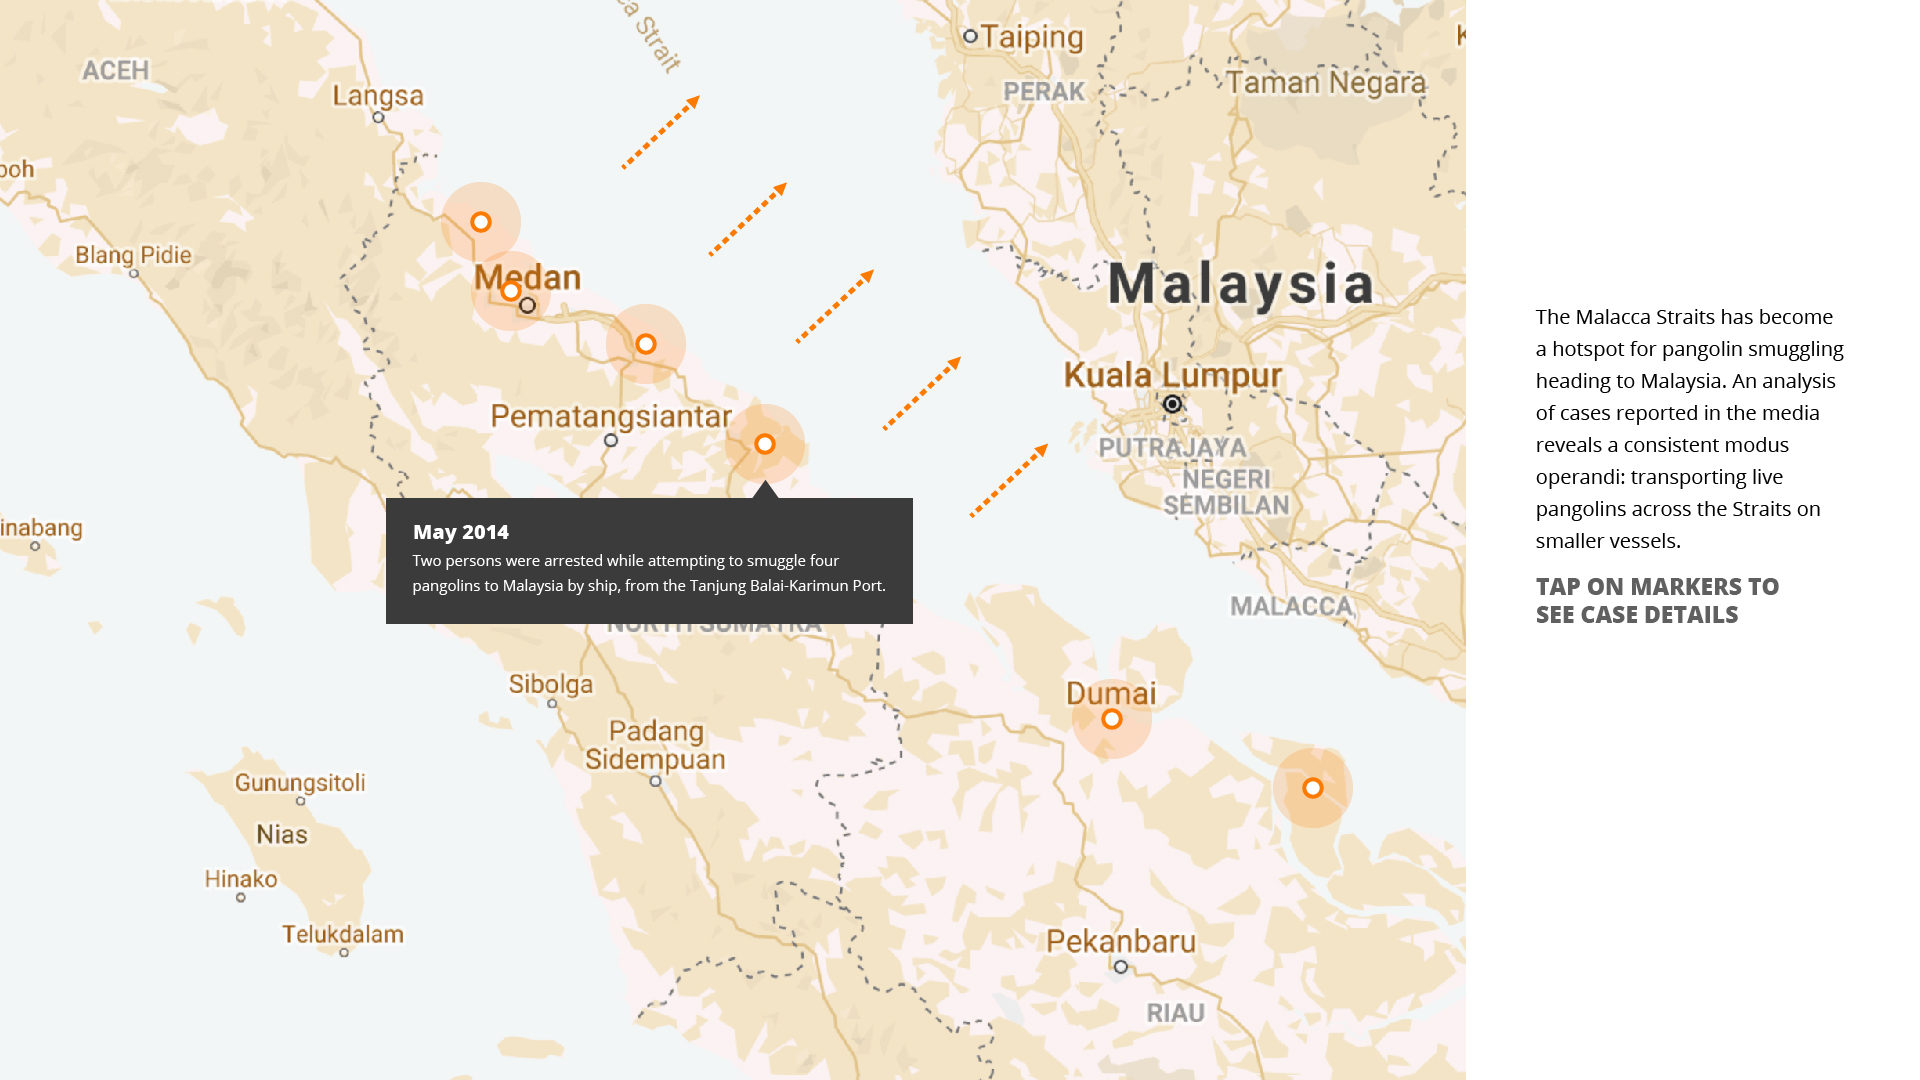 a Strait
Taiping
ACEH
PERAK
Taman Negara
Langsa
oh
Blang Pidie
Medan
Malaysia
Kuala Lumpur
Pematangsiantar
PUTRAJAYA
NEGERI
SEMBILAN
inabang
May 2014
Two persons were arrested while attempting to smuggle four
pangolins to Malaysia by ship, from the Tanjung Balai-Karimun Port.
NORTH SUMATRA
MALACCA
Sibolga
Dumai
Padang
Sidempuan
Gunungsitoli
Nias
Hinako
Telukdalam
Pekanbaru
RIAU
The Malacca Straits has become
a hotspot for pangolin smuggling
heading to Malaysia. An analysis
of cases reported in the media
reveals a consistent modus
operandi: transporting live
pangolins across the Straits on
smaller vessels.
TAP ON MARKERS TO
SEE CASE DETAILS